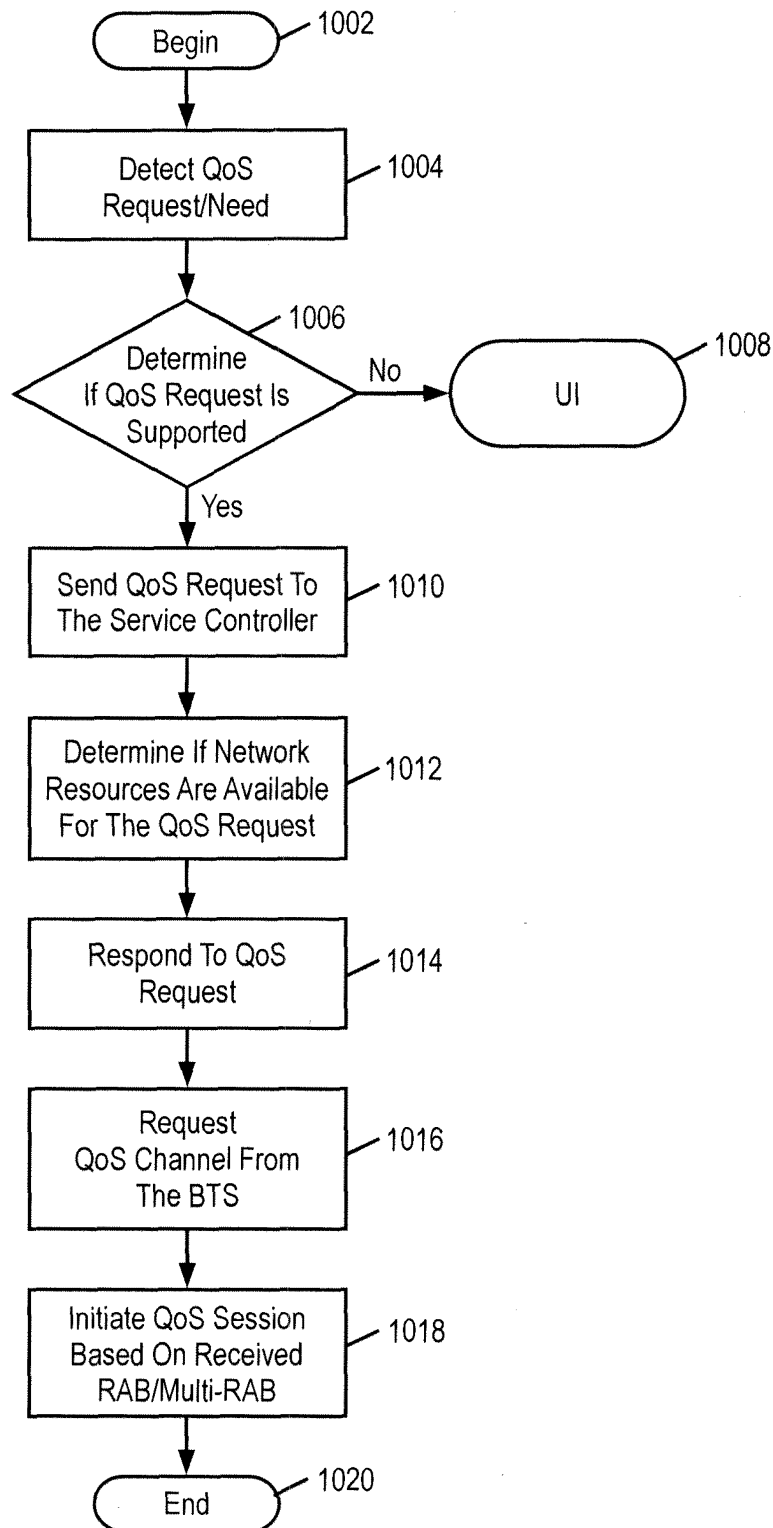 Begin
1002
Detect QoS
Request/Need
1004
1006
Determine
If QoS Request Is
Supported
No
UI
1008
Yes
Send QoS Request To
The Service Controller
1010
Determine If Network
Resources Are Available
For The QoS Request
1012
Respond To QoS
Request
1014
Request
QoS Channel From
The BTS
1016
Initiate QoS Session
Based On Received
RAB/Multi-RAB
1018
End
1020